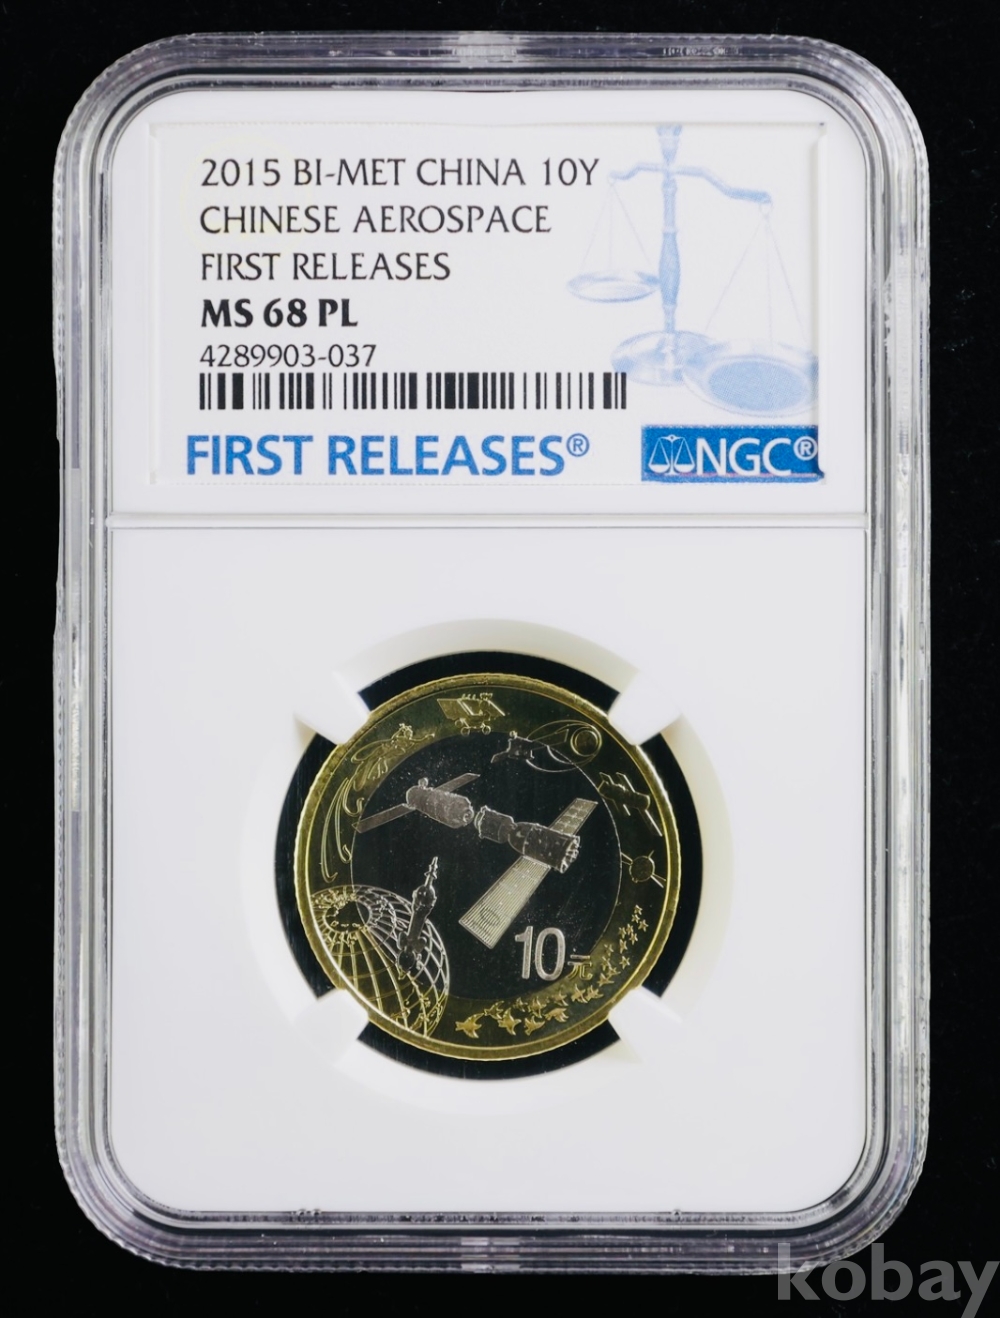 2015 BI-MET CHINA 10Y
CHINESE AEROSPACE
FIRST RELEASES
MS 68 PL
4289903-037
FIRST RELEASES®
NGC®
10元
kobay